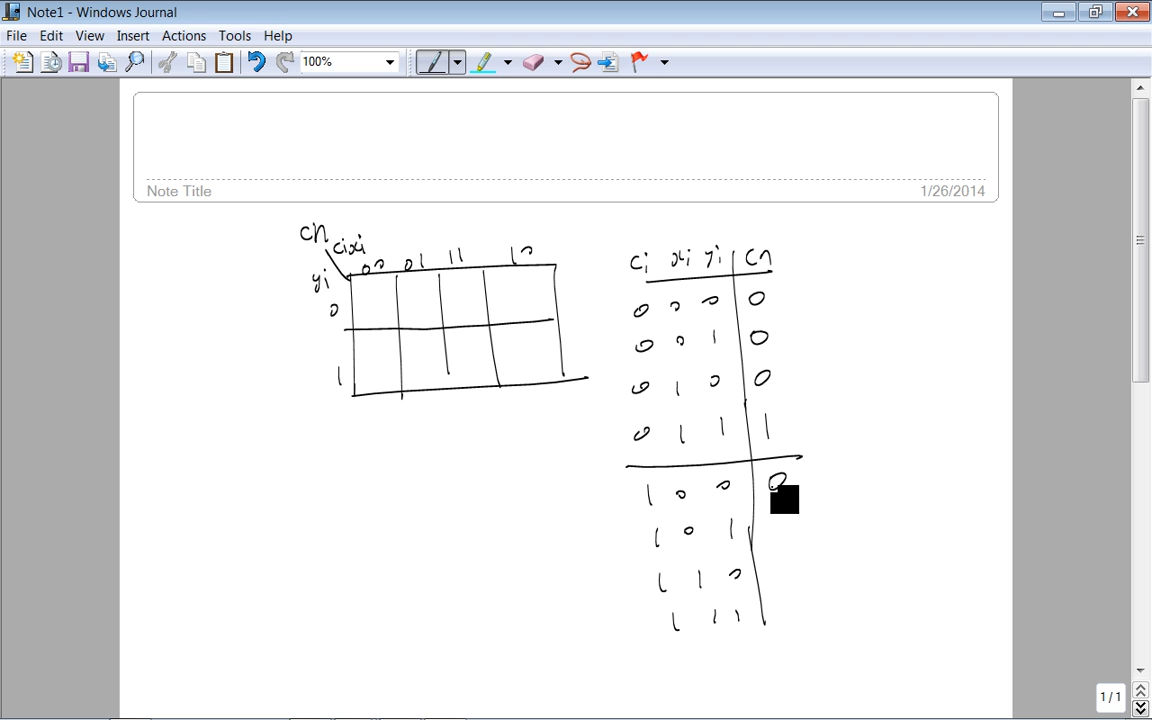 Note1 - Windows Journal
File Edit View Insert Actions Tools Help
100%
Note Title 1/26/2014
cn
cixi
yi
00 01 11 10
0
1
ci xi yi cn
0 0 0 0
0 0 1 0
0 1 0 0
0 1 1 1
1 0 0 0
1 0 1
1 1 0
1 1 1
1 / 1